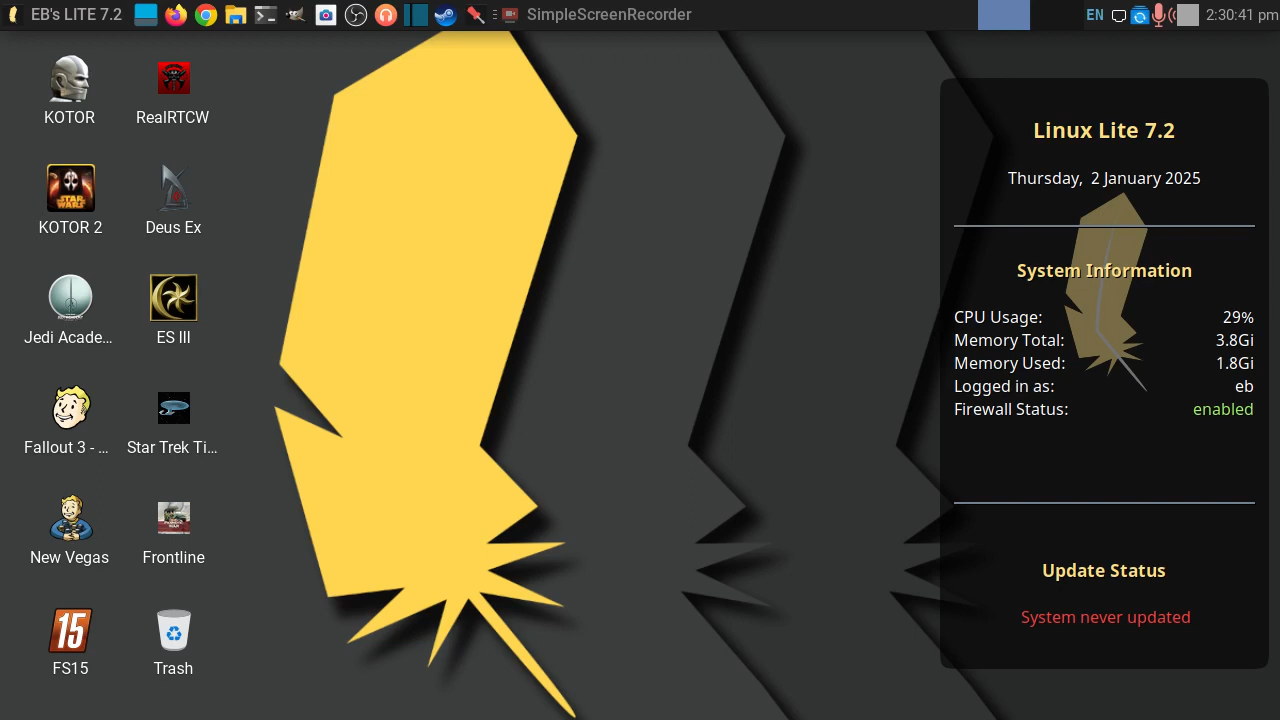 EB's LITE 7.2
SimpleScreenRecorder
EN
2:30:41 pm
KOTOR
RealRTCW
STAR WARS
KOTOR 2
Deus Ex
Jedi Acade...
ES III
Fallout 3 - ...
Star Trek Ti...
New Vegas
Frontline
15
FS15
Trash
Linux Lite 7.2
Thursday, 2 January 2025
System Information
CPU Usage: 29%
Memory Total: 3.8Gi
Memory Used: 1.8Gi
Logged in as: eb
Firewall Status: enabled
Update Status
System never updated